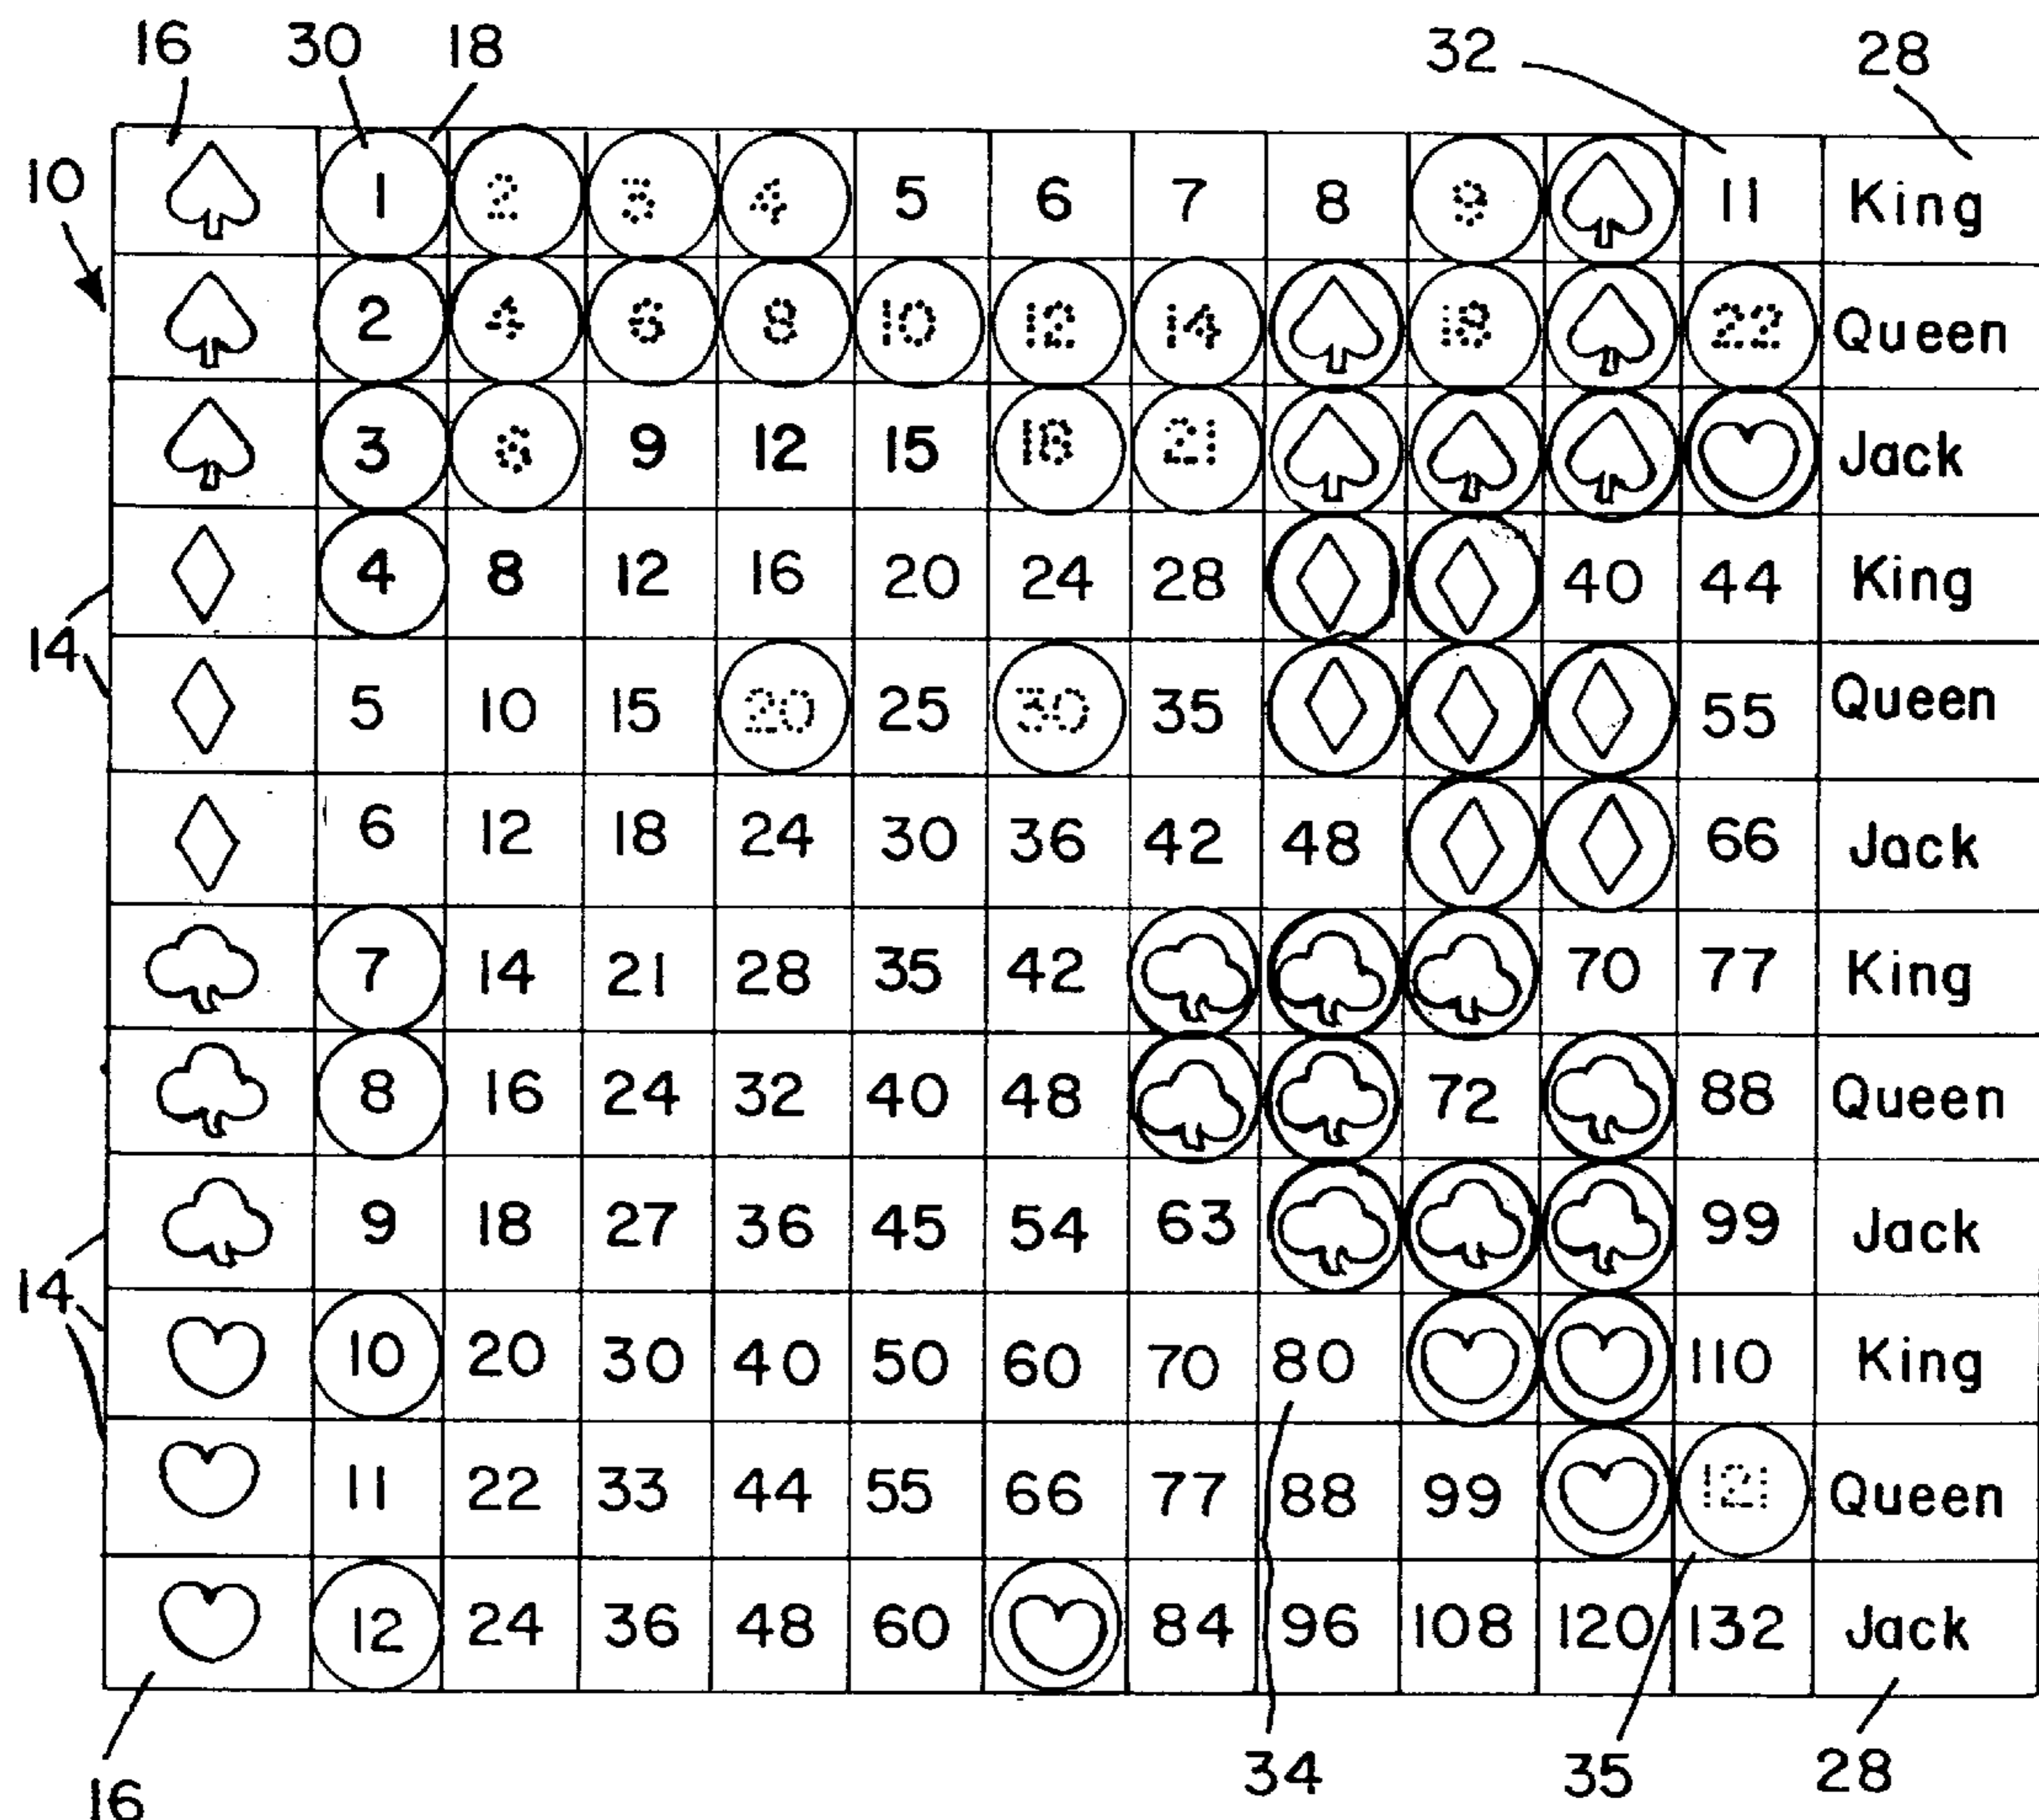 16 30 18 32 28
10
1 2 3 4 5 6 7 8 9 11 King
2 4 6 8 10 12 14 18 22 Queen
3 6 9 12 15 18 21 Jack
4 8 12 16 20 24 28 40 44 King
14
5 10 15 20 25 30 35 55 Queen
6 12 18 24 30 36 42 48 66 Jack
7 14 21 28 35 42 70 77 King
8 16 24 32 40 48 72 88 Queen
9 18 27 36 45 54 63 99 Jack
14
10 20 30 40 50 60 70 80 110 King
11 22 33 44 55 66 77 88 99 121 Queen
12 24 36 48 60 84 96 108 120 132 Jack
16 34 35 28